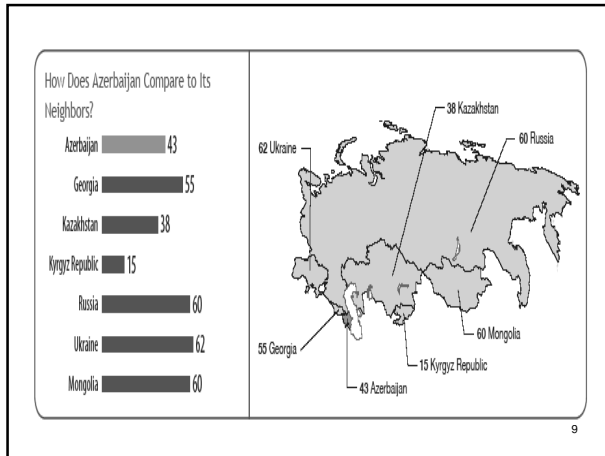 How Does Azerbaijan Compare to Its
Neighbors?
Azerbaijan 43
Georgia 55
Kazakhstan 38
Kyrgyz Republic 15
Russia 60
Ukraine 62
Mongolia 60
38 Kazakhstan
62 Ukraine
60 Russia
55 Georgia
60 Mongolia
15 Kyrgyz Republic
43 Azerbaijan
9